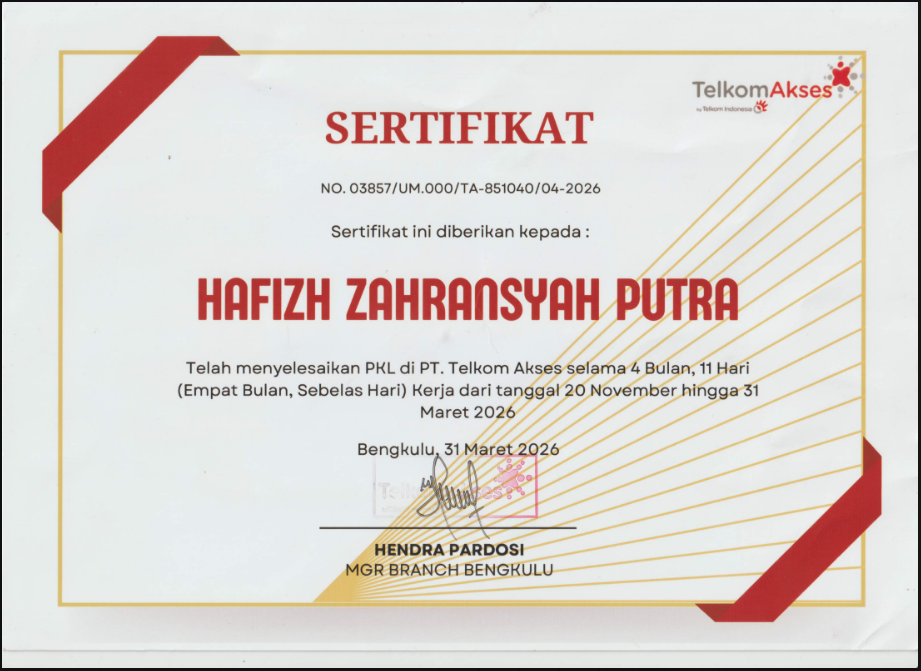 TelkomAkses
by Telkom Indonesia
SERTIFIKAT
NO. 03857/UM.000/TA-851040/04-2026
Sertifikat ini diberikan kepada :
HAFIZH ZAHRANSYAH PUTRA
Telah menyelesaikan PKL di PT. Telkom Akses selama 4 Bulan, 11 Hari
(Empat Bulan, Sebelas Hari) Kerja dari tanggal 20 November hingga 31
Maret 2026
Bengkulu, 31 Maret 2026
HENDRA PARDOSI
MGR BRANCH BENGKULU